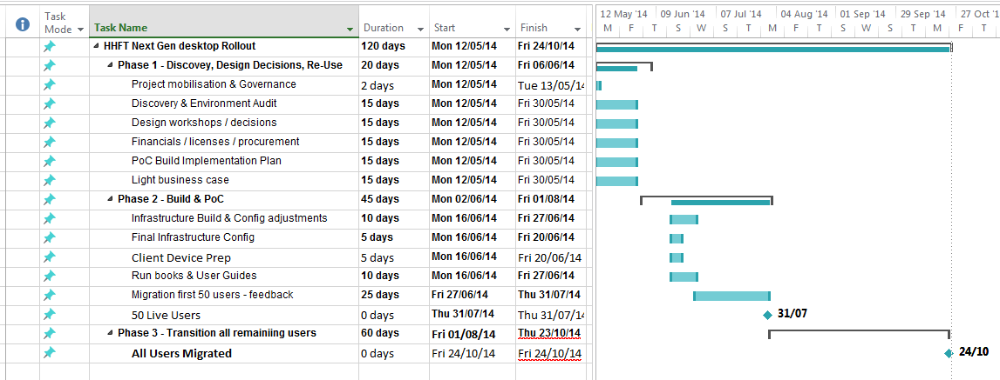 Task Mode Task Name Duration Start Finish 12 May '14 09 Jun '14 07 Jul '14 04 Aug '14 01 Sep '14 29 Sep '14 27 Oct '1
M F T S W M F T S W M F T
HHFT Next Gen desktop Rollout 120 days Mon 12/05/14 Fri 24/10/14
Phase 1 - Discovey, Design Decisions, Re-Use 20 days Mon 12/05/14 Fri 06/06/14
Project mobilisation & Governance 2 days Mon 12/05/14 Tue 13/05/14
Discovery & Environment Audit 15 days Mon 12/05/14 Fri 30/05/14
Design workshops / decisions 15 days Mon 12/05/14 Fri 30/05/14
Financials / licenses / procurement 15 days Mon 12/05/14 Fri 30/05/14
PoC Build Implementation Plan 15 days Mon 12/05/14 Fri 30/05/14
Light business case 15 days Mon 12/05/14 Fri 30/05/14
Phase 2 - Build & PoC 45 days Mon 02/06/14 Fri 01/08/14
Infrastructure Build & Config adjustments 10 days Mon 16/06/14 Fri 27/06/14
Final Infrastructure Config 5 days Mon 16/06/14 Fri 20/06/14
Client Device Prep 5 days Mon 16/06/14 Fri 20/06/14
Run books & User Guides 10 days Mon 16/06/14 Fri 27/06/14
Migration first 50 users - feedback 25 days Fri 27/06/14 Thu 31/07/14
50 Live Users 0 days Thu 31/07/14 Thu 31/07/14 31/07
Phase 3 - Transition all remainiing users 60 days Fri 01/08/14 Thu 23/10/14
All Users Migrated 0 days Fri 24/10/14 Fri 24/10/14 24/10